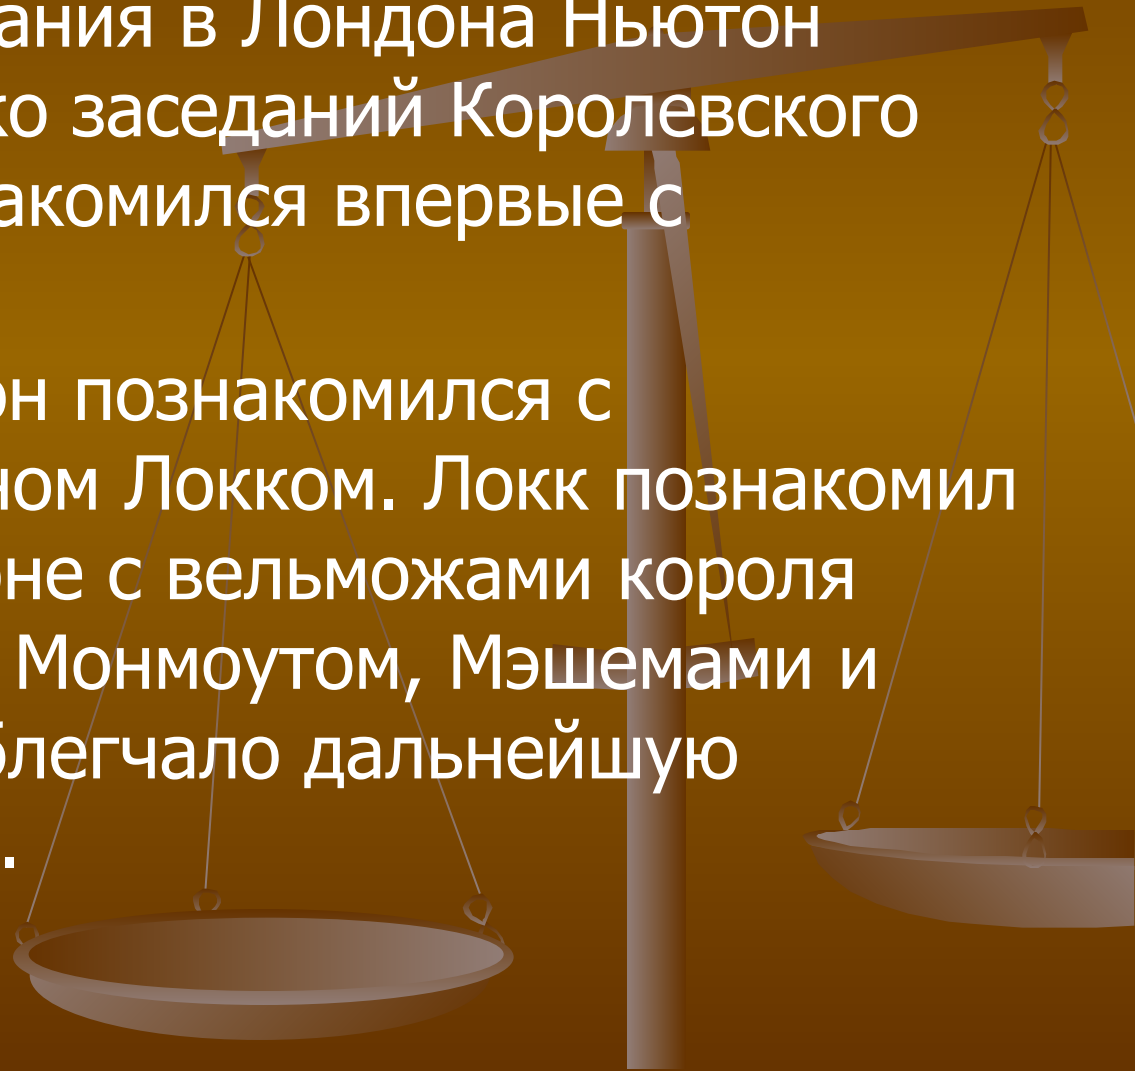 ания в Лондона Ньютон
ко заседаний Королевского
акомился впервые с
он познакомился с
ном Локком. Локк познакомил
оне с вельможами короля
Монмоутом, Мэшемами и
блегчало дальнейшую
.